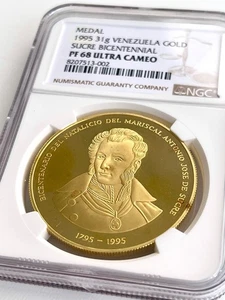 MEDAL
1995 31g VENEZUELA GOLD
SUCRE BICENTENNIAL
PF 68 ULTRA CAMEO
8207513-002
NUMISMATIC GUARANTY COMPANY
NGC
BICENTENARIO DEL NATALICIO DEL MARISCAL ANTONIO JOSE DE SUCRE
1795 - 1995